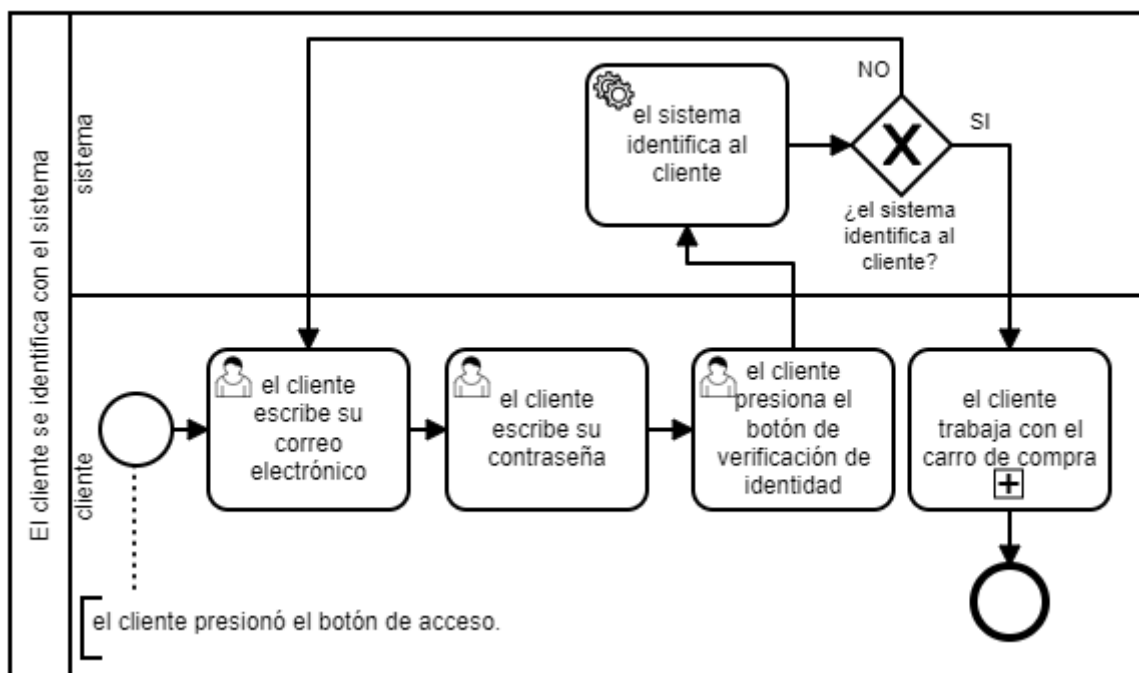 El cliente se identifica con el sistema
sistema
el sistema
identifica al
cliente
NO
SI
¿el sistema
identifica al
cliente?
cliente
el cliente
escribe su
correo
electrónico
el cliente
escribe su
contraseña
el cliente
presiona el
botón de
verificación de
identidad
el cliente
trabaja con el
carro de compra
el cliente presionó el botón de acceso.